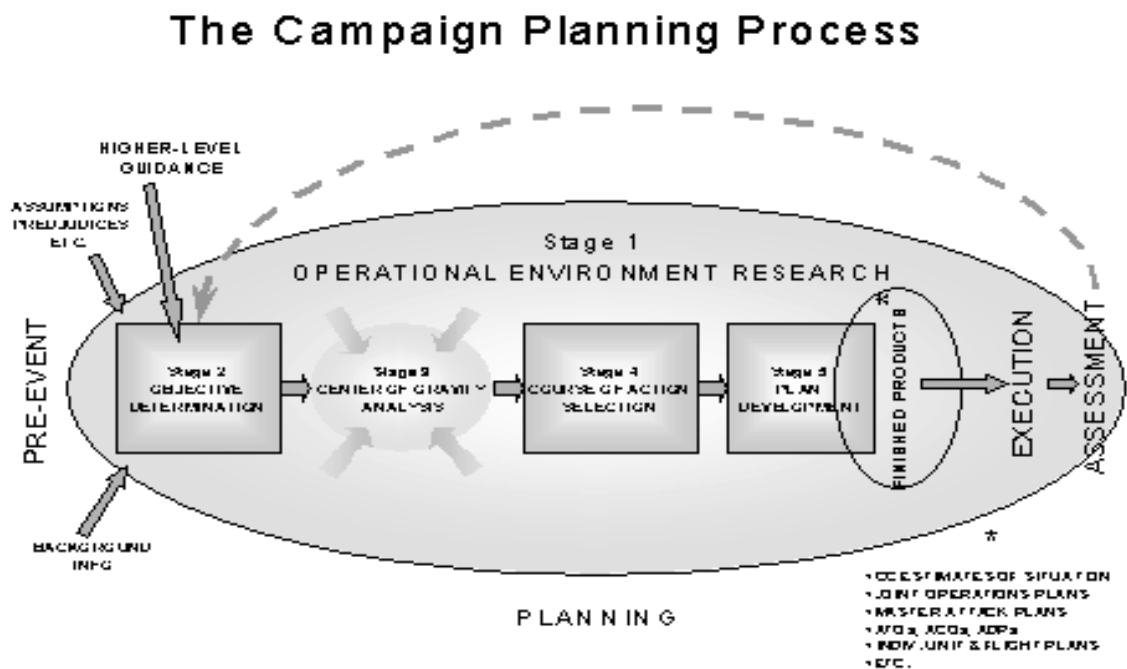 The Campaign Planning Process
HIGHER-LEVEL
GUIDANCE
ASSUMPTIONS
PREDJUDICES
ETC
Stage 1
OPERATIONAL ENVIRONMENT RESEARCH
*
PRE-EVENT
Stage 2
OBJECTIVE
DETERMINATION
Stage 3
CENTER OF GRAVITY
ANALYSIS
Stage 4
COURSE OF ACTION
SELECTION
Stage 5
PLAN
DEVELOPMENT
FINISHED PRODUCTS
EXECUTION
ASSESSMENT
BACKGROUND
INFO
PLANNING
*
• CC ESTIMATES OF SITUATION
• JOINT OPERATIONS PLANS
• MASTER ATTACK PLANS
• ATOs, ACOs, ADPs
• INDIV. UNIT & FLIGHT PLANS
• ETC.